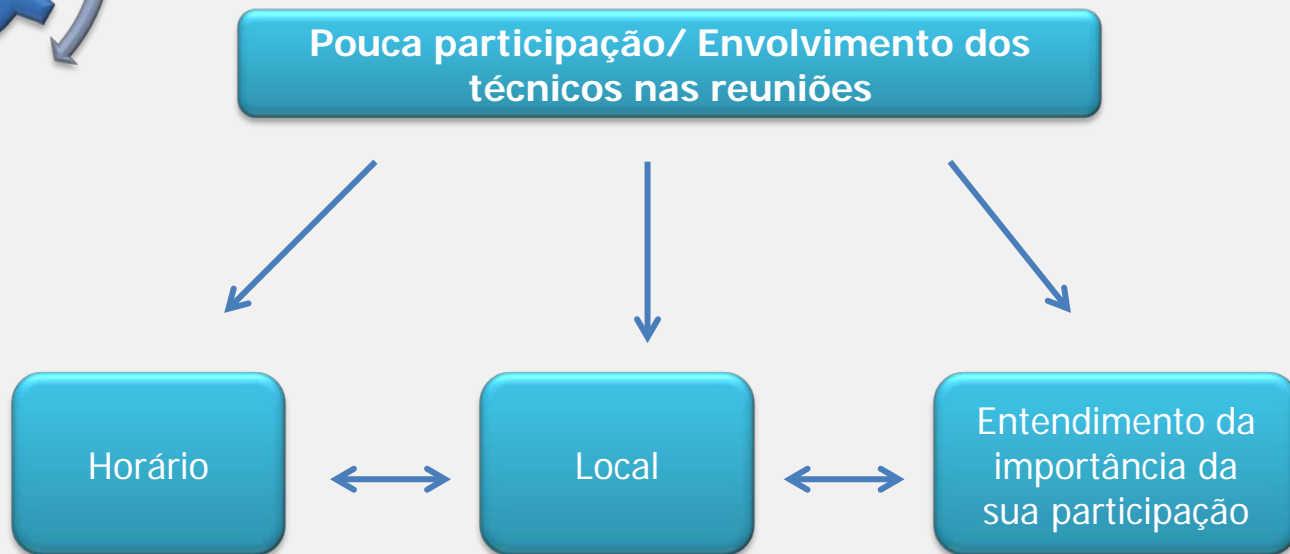 Pouca participação/ Envolvimento dos
técnicos nas reuniões
Horário
Local
Entendimento da
importância da
sua participação